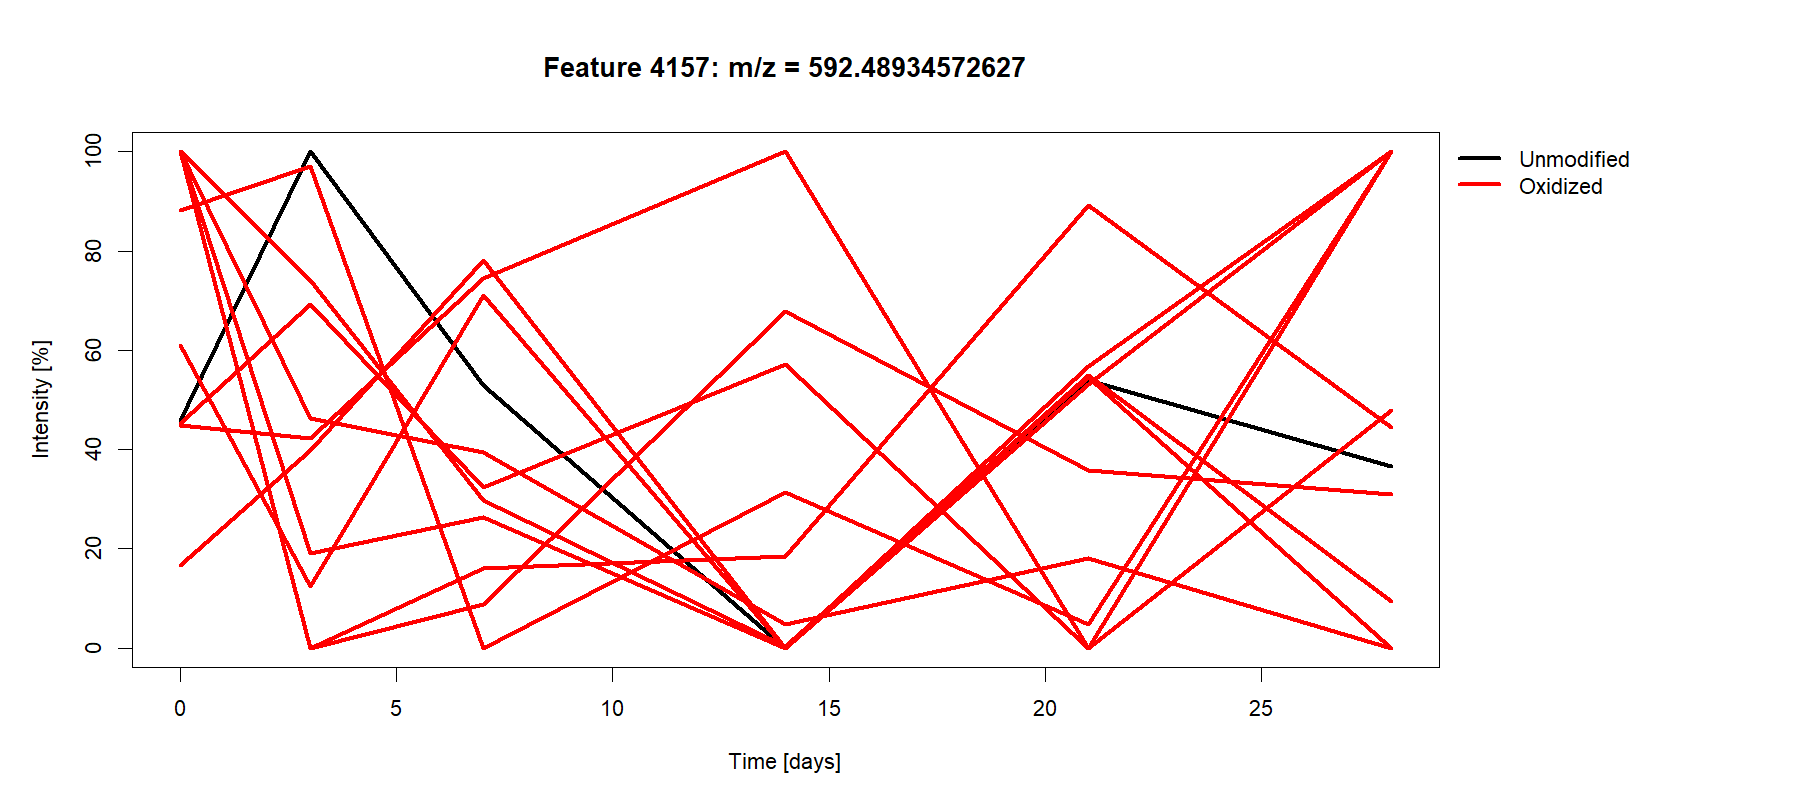 Feature 4157: m/z = 592.48934572627
Unmodified
Oxidized
Intensity [%]
100
80
60
40
20
0
0 5 10 15 20 25
Time [days]